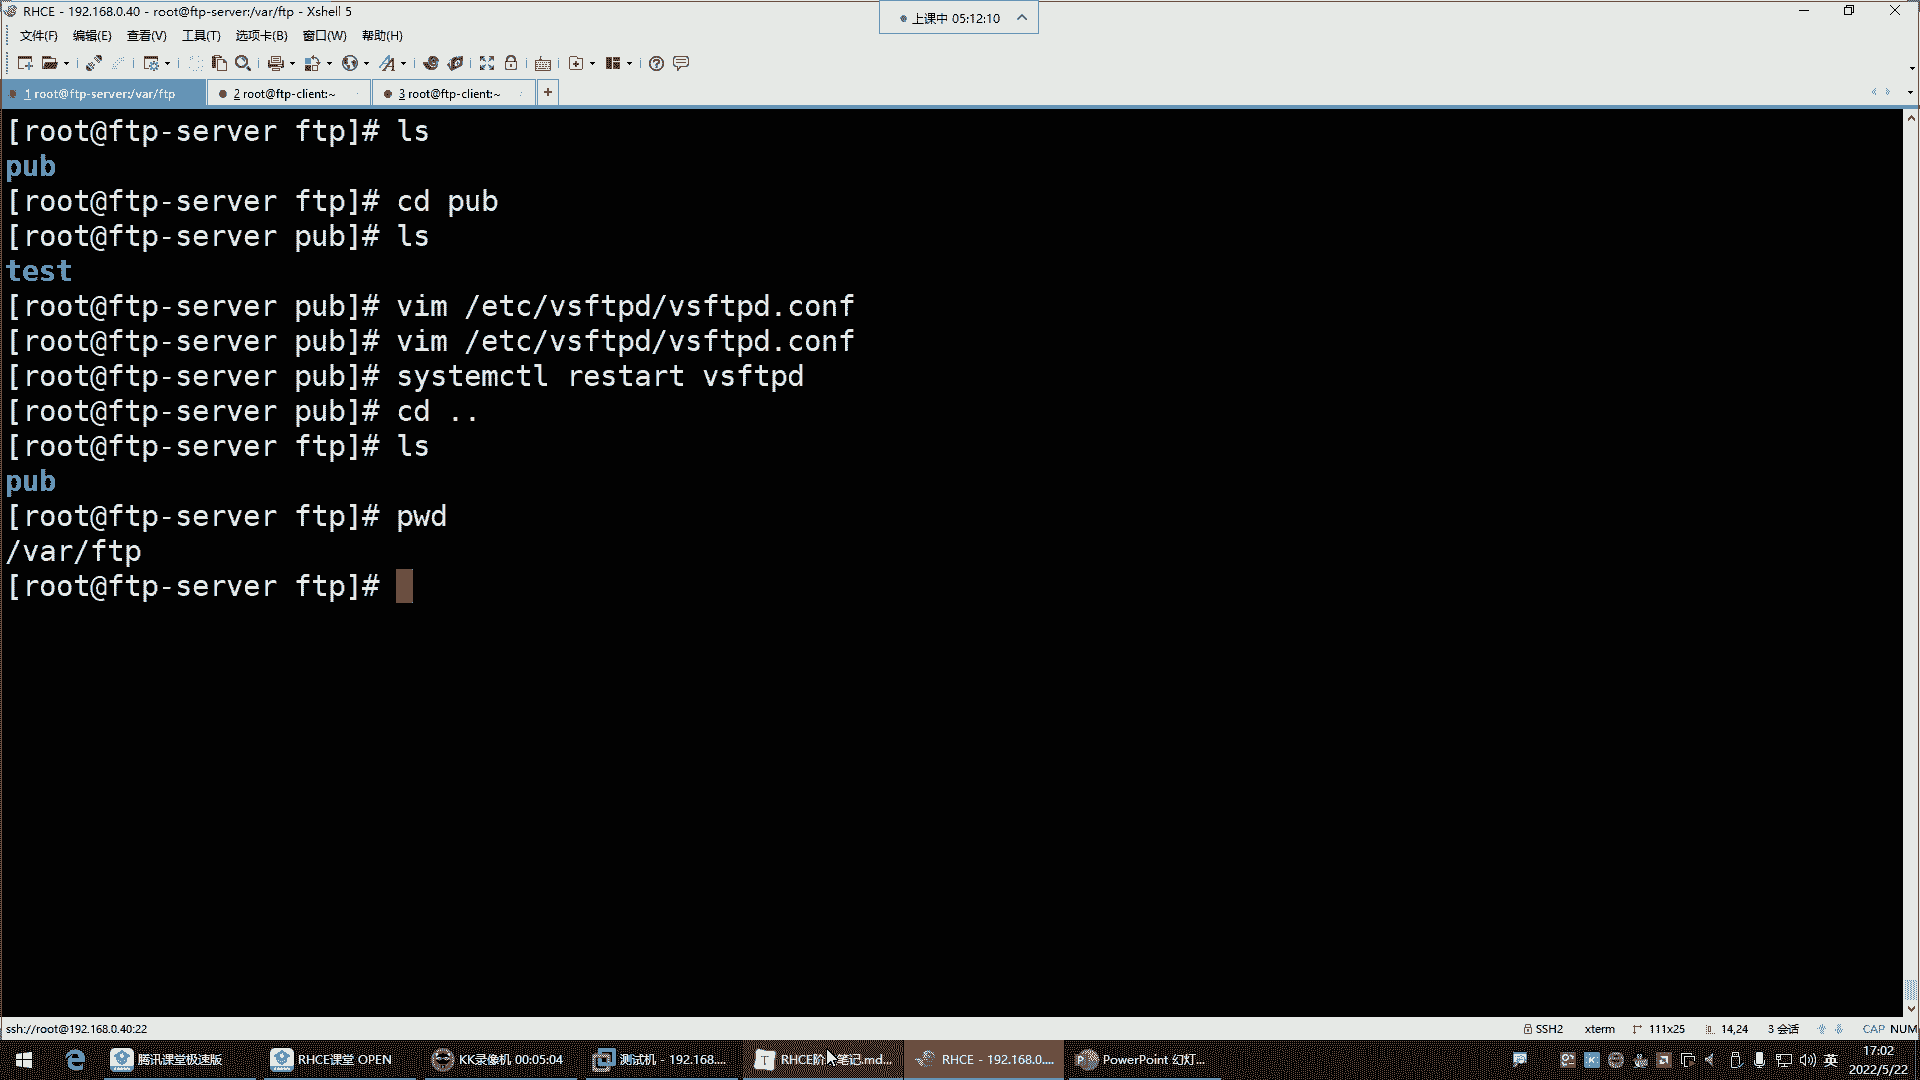 RHCE - 192.168.0.40 - root@ftp-server:/var/ftp - Xshell 5
上课中 05:12:10
文件(F) 编辑(E) 查看(V) 工具(T) 选项卡(B) 窗口(W) 帮助(H)
1 root@ftp-server:/var/ftp 2 root@ftp-client:~ 3 root@ftp-client:~ +
[root@ftp-server ftp]# ls
pub
[root@ftp-server ftp]# cd pub
[root@ftp-server pub]# ls
test
[root@ftp-server pub]# vim /etc/vsftpd/vsftpd.conf
[root@ftp-server pub]# vim /etc/vsftpd/vsftpd.conf
[root@ftp-server pub]# systemctl restart vsftpd
[root@ftp-server pub]# cd ..
[root@ftp-server ftp]# ls
pub
[root@ftp-server ftp]# pwd
/var/ftp
[root@ftp-server ftp]#
ssh://root@192.168.0.40:22 SSH2 xterm 111x25 14,24 3 会话 CAP NUM
腾讯课堂极速版 RHCE课堂 OPEN KK录像机 00:05:04 测试机 - 192.168.... RHCE阶 笔记.md... RHCE - 192.168.0.... PowerPoint 幻灯... 英 17:02
2022/5/22